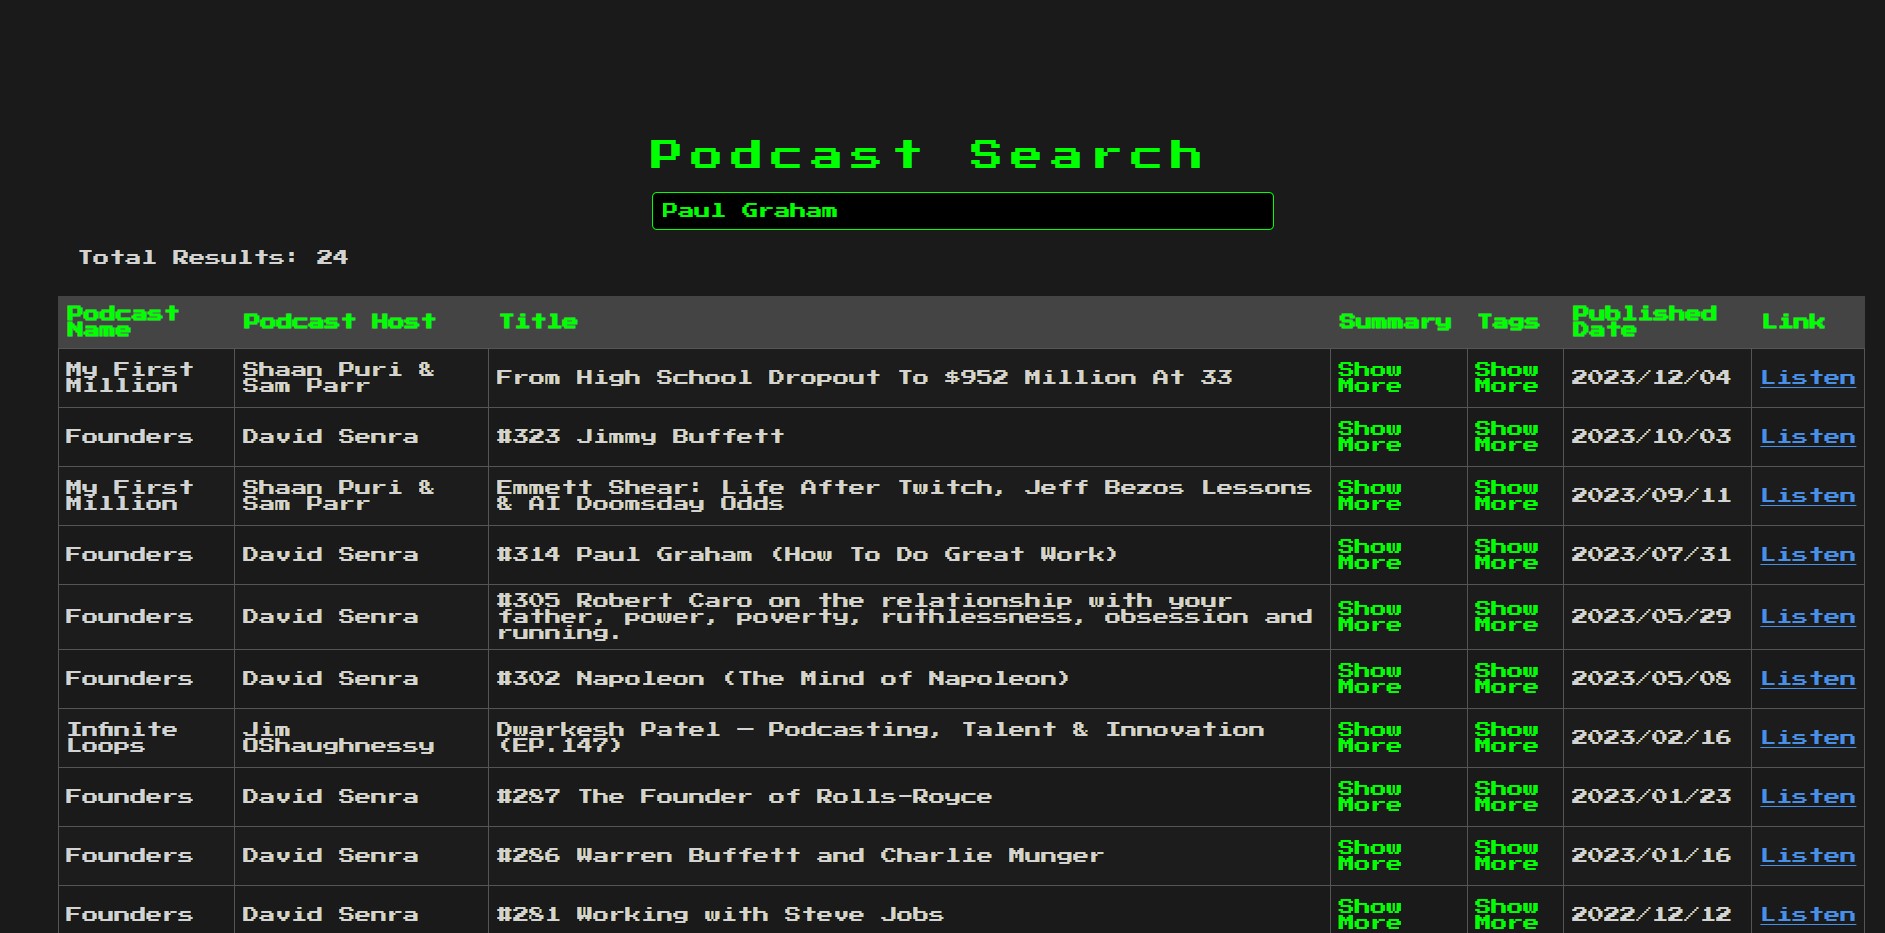 Podcast Search
Paul Graham
Total Results: 24
Podcast Name Podcast Host Title Summary Tags Published Date Link
My First Million Shaan Puri & Sam Parr From High School Dropout To $952 Million At 33 Show More Show More 2023/12/04 Listen
Founders David Senra #323 Jimmy Buffett Show More Show More 2023/10/03 Listen
My First Million Shaan Puri & Sam Parr Emmett Shear: Life After Twitch, Jeff Bezos Lessons & AI Doomsday Odds Show More Show More 2023/09/11 Listen
Founders David Senra #314 Paul Graham (How To Do Great Work) Show More Show More 2023/07/31 Listen
Founders David Senra #305 Robert Caro on the relationship with your father, power, poverty, ruthlessness, obsession and running. Show More Show More 2023/05/29 Listen
Founders David Senra #302 Napoleon (The Mind of Napoleon) Show More Show More 2023/05/08 Listen
Infinite Loops Jim OShaughnessy Dwarkesh Patel — Podcasting, Talent & Innovation (EP.147) Show More Show More 2023/02/16 Listen
Founders David Senra #287 The Founder of Rolls-Royce Show More Show More 2023/01/23 Listen
Founders David Senra #286 Warren Buffett and Charlie Munger Show More Show More 2023/01/16 Listen
Founders David Senra #281 Working with Steve Jobs Show More Show More 2022/12/12 Listen